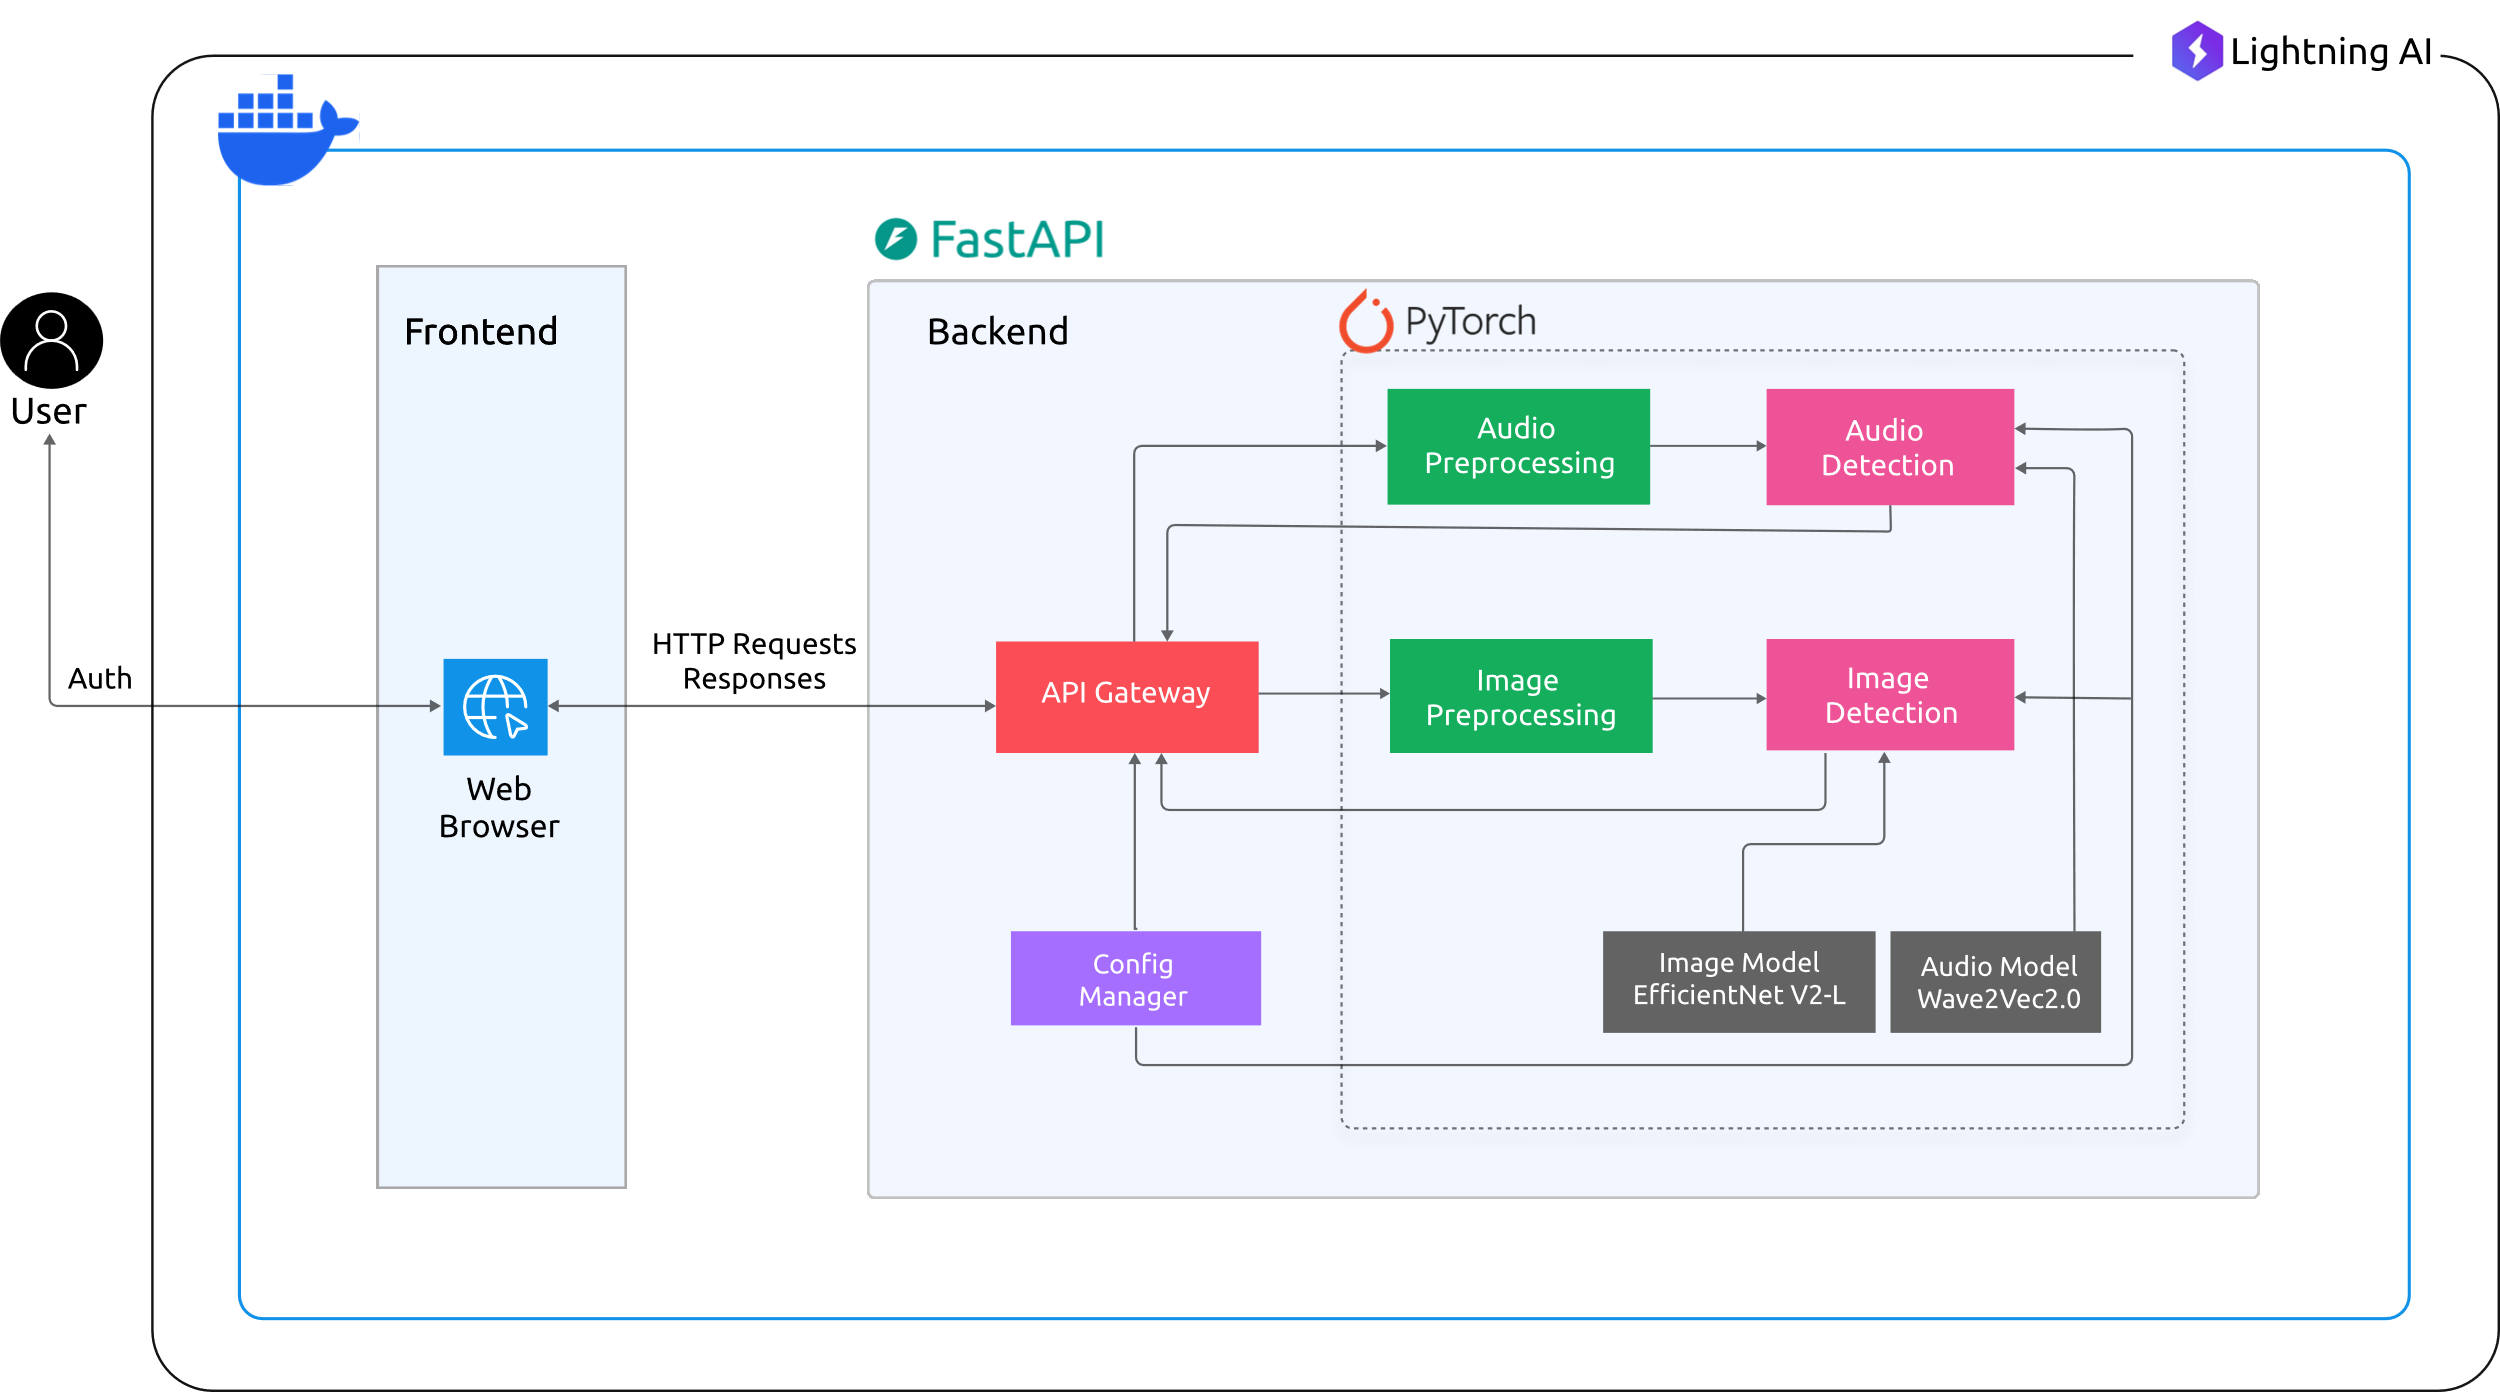 Lightning AI
FastAPI
Frontend
Backend
PyTorch
User
Audio
Preprocessing
Audio
Detection
HTTP Requests
Responses
Auth
API Gateway
Image
Preprocessing
Image
Detection
Web
Browser
Config
Manager
Image Model
EfficientNet V2-L
Audio Model
Wave2Vec2.0